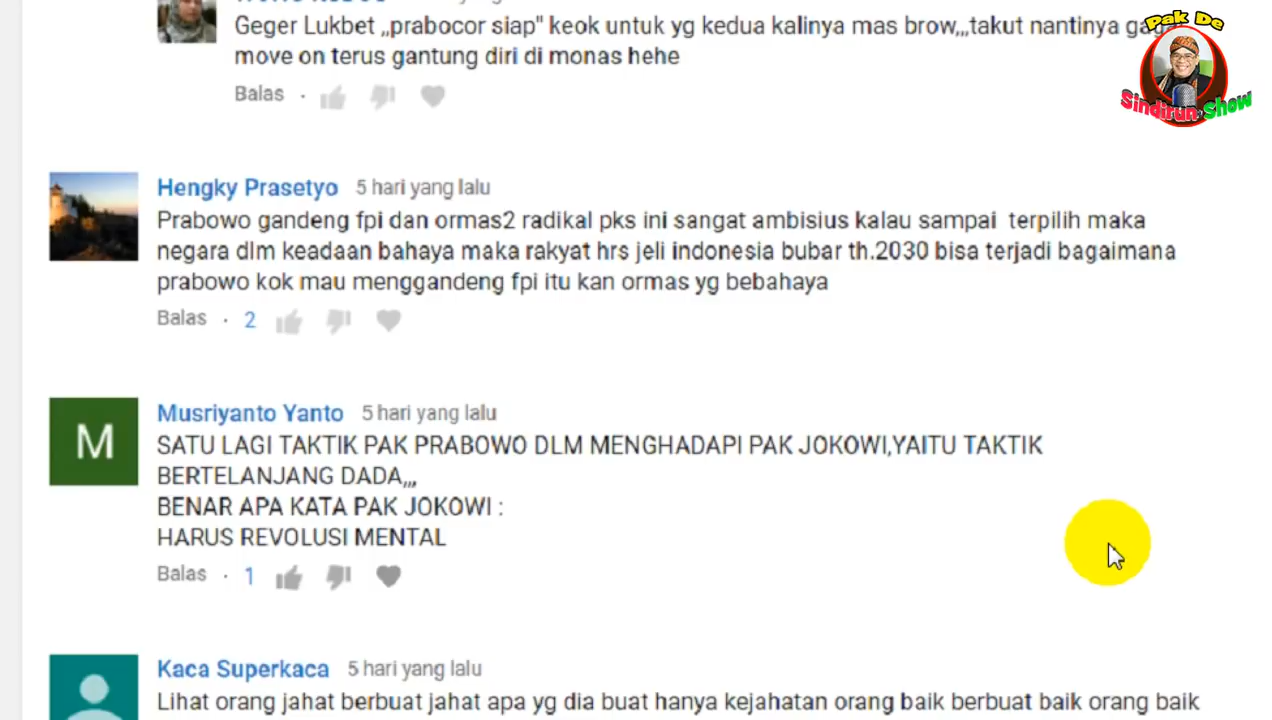 Geger Lukbet ,,prabocor siap" keok untuk yg kedua kalinya mas brow,,,takut nantinya
move on terus gantung diri di monas hehe
Balas ·
Pak De
Sindirun Show
Hengky Prasetyo 5 hari yang lalu
Prabowo gandeng fpi dan ormas2 radikal pks ini sangat ambisius kalau sampai terpilih maka
negara dlm keadaan bahaya maka rakyat hrs jeli indonesia bubar th.2030 bisa terjadi bagaimana
prabowo kok mau menggandeng fpi itu kan ormas yg bebahaya
Balas · 2
M
Musriyanto Yanto 5 hari yang lalu
SATU LAGI TAKTIK PAK PRABOWO DLM MENGHADAPI PAK JOKOWI,YAITU TAKTIK
BERTELANJANG DADA,,,
BENAR APA KATA PAK JOKOWI :
HARUS REVOLUSI MENTAL
Balas · 1
Kaca Superkaca 5 hari yang lalu
Lihat orang jahat berbuat jahat apa yg dia buat hanya kejahatan orang baik berbuat baik orang baik